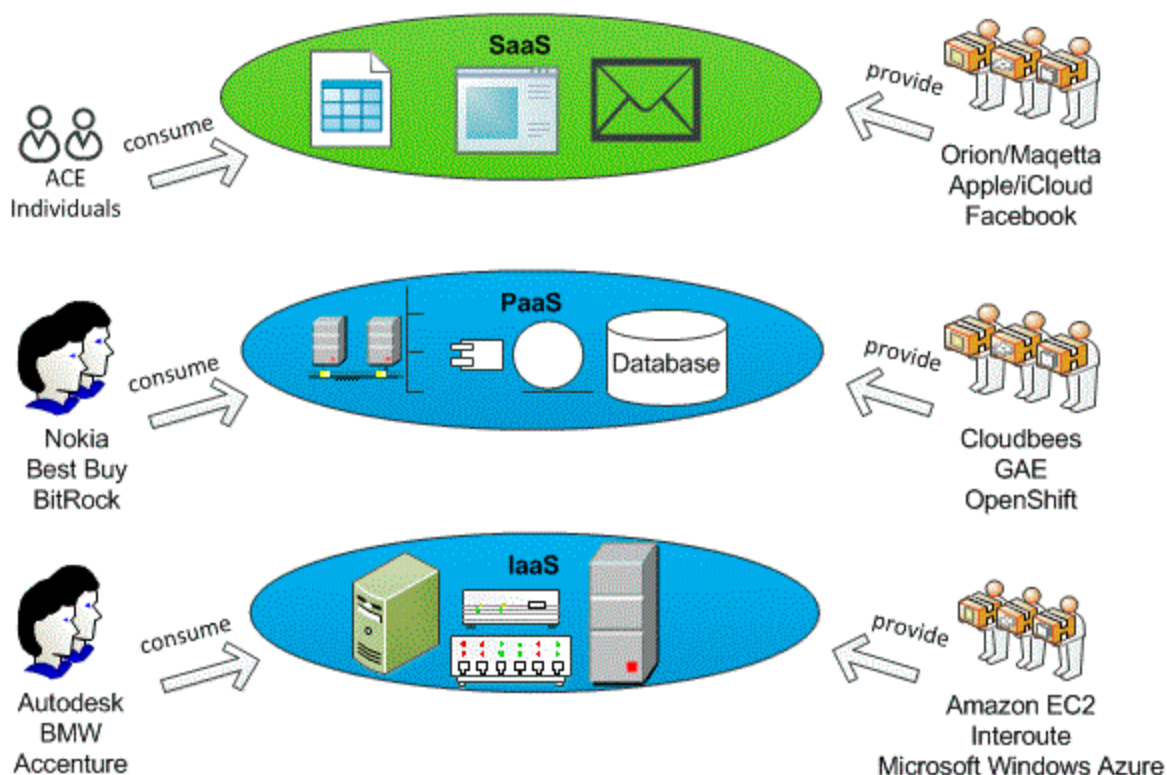 SaaS
consume
provide
ACE
Individuals
Orion/Maqetta
Apple/iCloud
Facebook
PaaS
Database
consume
provide
Nokia
Best Buy
BitRock
Cloudbees
GAE
OpenShift
IaaS
consume
provide
Autodesk
BMW
Accenture
Amazon EC2
Interoute
Microsoft Windows Azure